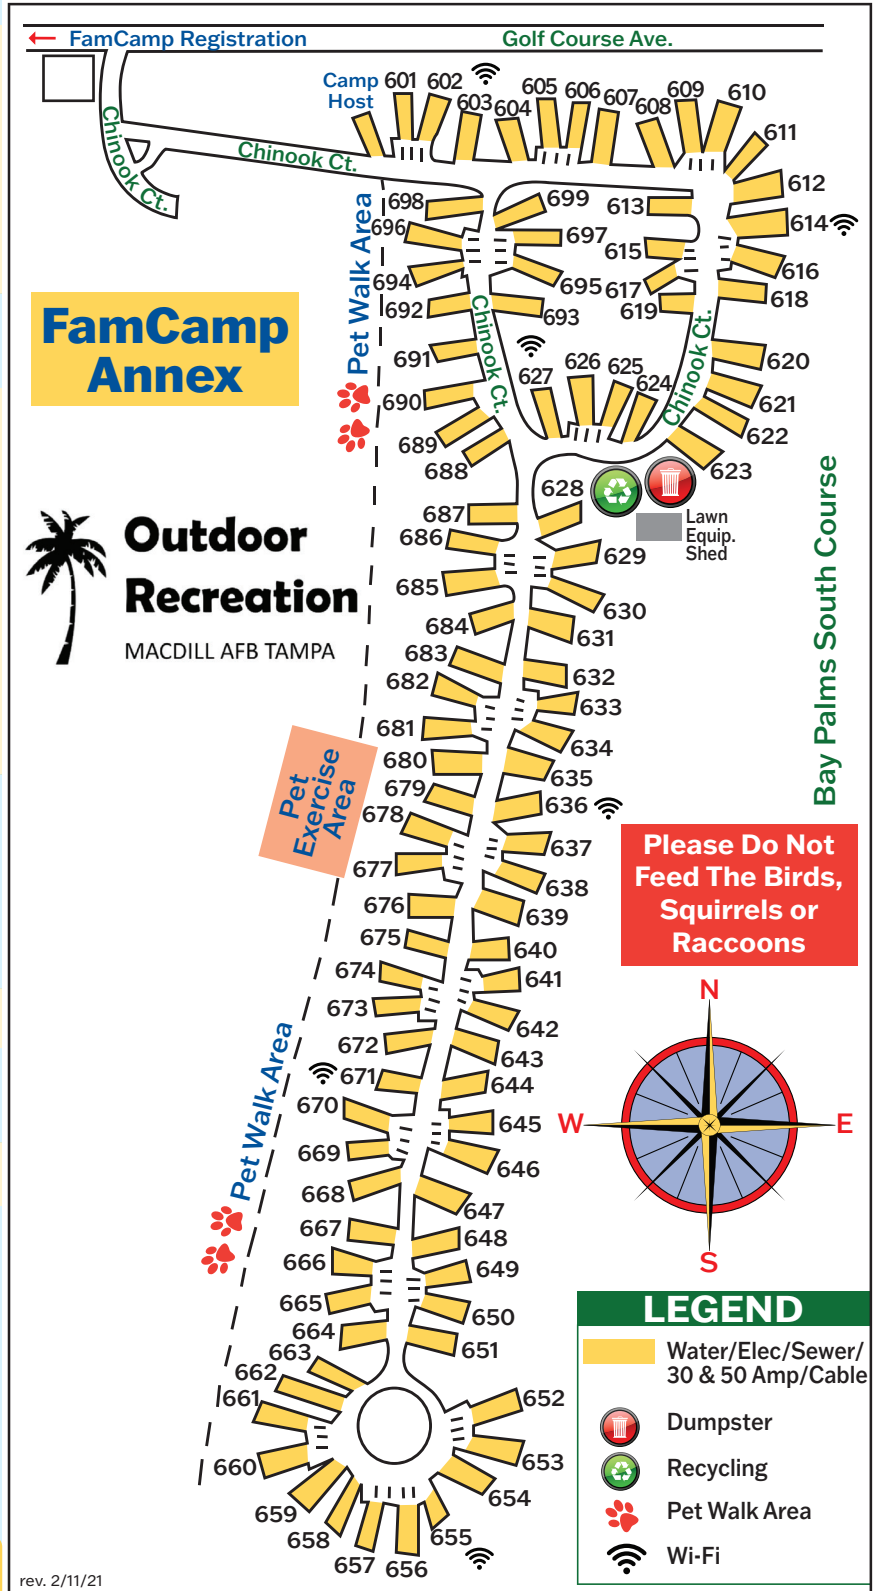 FamCamp Registration
Golf Course Ave.
Camp
Host
601
602
603
604
605
606
607
608
609
610
611
612
Chinook Ct.
Chinook Ct.
613
614
615
616
617
618
619
698
699
696
697
694
695
692
693
Pet Walk Area
Chinook Ct.
Chinook Ct.
FamCamp
Annex
691
690
689
688
627
626
625
624
620
621
622
623
628
Lawn
Equip.
Shed
Bay Palms South Course
Outdoor
Recreation
MACDILL AFB TAMPA
687
686
685
684
683
682
681
680
679
678
677
676
675
674
673
672
671
670
669
668
667
666
665
664
663
662
661
660
659
658
657
656
655
654
653
652
651
650
649
648
647
646
645
644
643
642
641
640
639
638
637
636
635
634
633
632
631
630
629
Pet
Exercise
Area
Please Do Not
Feed The Birds,
Squirrels or
Raccoons
Pet Walk Area
N
W
E
S
LEGEND
Water/Elec/Sewer/
30 & 50 Amp/Cable
Dumpster
Recycling
Pet Walk Area
Wi-Fi
rev. 2/11/21